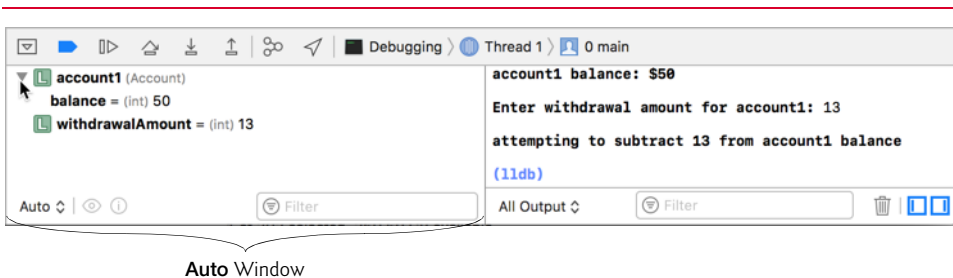 Debugging 〉 Thread 1 〉 0 main
account1 (Account)
balance = (int) 50
withdrawalAmount = (int) 13
Auto
Filter
account1 balance: $50
Enter withdrawal amount for account1: 13
attempting to subtract 13 from account1 balance
(lldb)
All Output
Filter
Auto Window